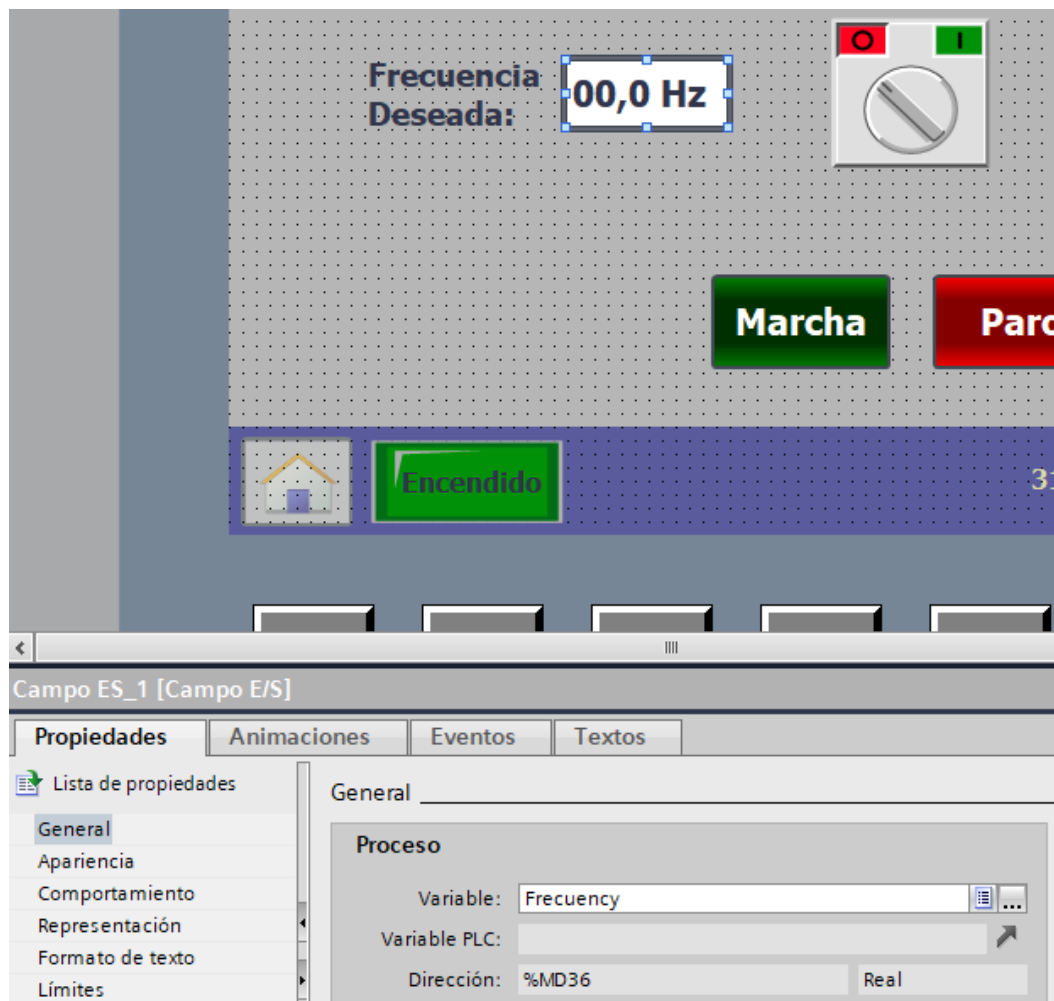 O I
Frecuencia
Deseada:
00,0 Hz
Marcha
Encendido
Campo ES_1 [Campo E/S]
Propiedades Animaciones Eventos Textos
Lista de propiedades
General
Apariencia
Comportamiento
Representación
Formato de texto
Límites
General
Proceso
Variable: Frecuency
...
Variable PLC:
Dirección: %MD36 Real